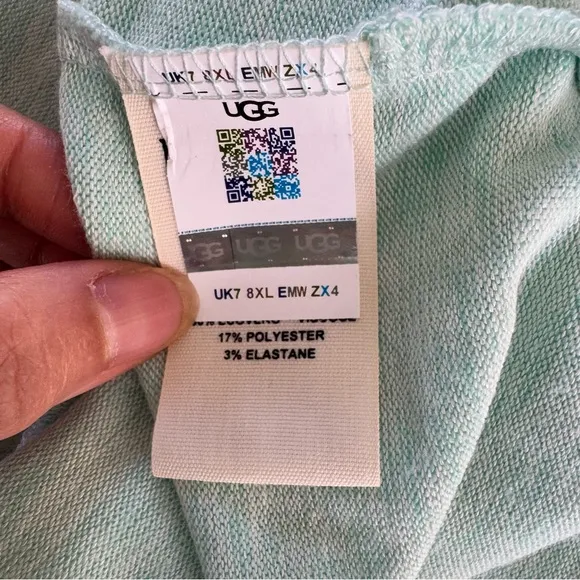 UK7 8XL EMW ZX4
UGG
UGG UGG UGG
UK7 8XL EMW ZX4
17% POLYESTER
3% ELASTANE